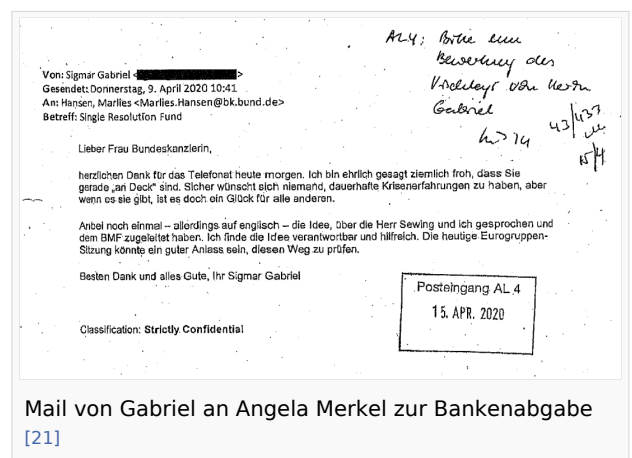 AL4: Bitte eine
Bewertung des
Vorschlags von Herrn
Gabriel
43/433
15/4
Von: Sigmar Gabriel < >
Gesendet: Donnerstag, 9. April 2020 10:41
An: Hansen, Marlies <Marlies.Hansen@bk.bund.de>
Betreff: Single Resolution Fund
Lieber Frau Bundeskanzlerin,
herzlichen Dank für das Telefonat heute morgen. Ich bin ehrlich gesagt ziemlich froh, dass Sie
gerade „an Deck" sind. Sicher wünscht sich niemand, dauerhafte Krisenerfahrungen zu haben, aber
wenn es sie gibt, ist es doch ein Glück für alle anderen.
Anbei noch einmal – allerdings auf englisch – die Idee, über die Herr Sewing und ich gesprochen und
dem BMF zugeleitet haben. Ich finde die Idee verantwortbar und hilfreich. Die heutige Eurogruppen-
Sitzung könnte ein guter Anlass sein, diesen Weg zu prüfen.
Besten Dank und alles Gute, Ihr Sigmar Gabriel
Posteingang AL 4
15. APR. 2020
Classification: Strictly Confidential
Mail von Gabriel an Angela Merkel zur Bankenabgabe
[21]